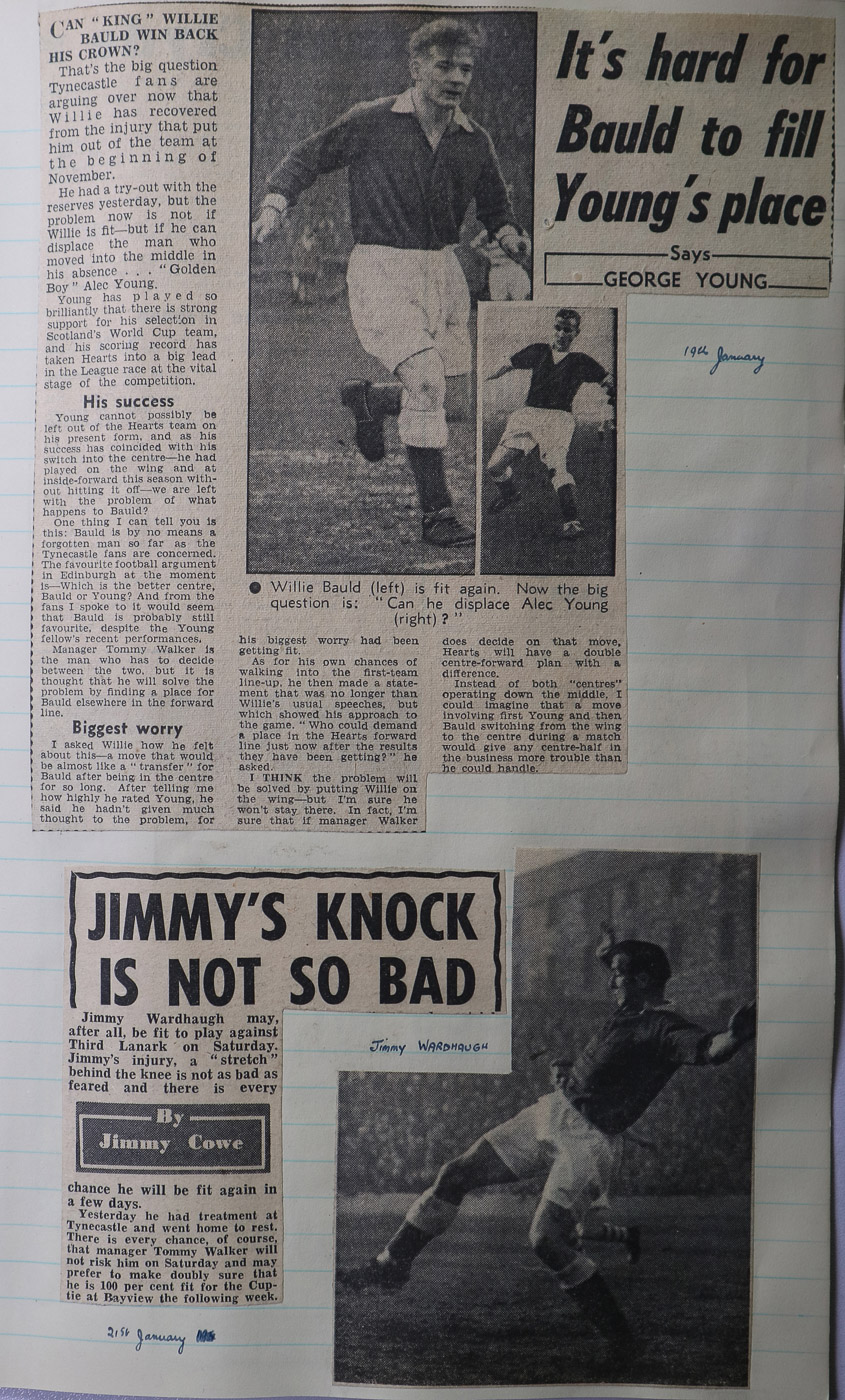 It's hard for
Bauld to fill
Young's place
Says
GEORGE YOUNG
19th January
CAN "KING" WILLIE
BAULD WIN BACK
HIS CROWN?
That's the big question
Tynecastle fans are
arguing over now that
Willie has recovered
from the injury that put
him out of the team at
the beginning of
November.
He had a try-out with the
reserves yesterday, but the
problem now is not if
Willie is fit—but if he can
displace the man who
moved into the middle in
his absence . . . "Golden
Boy" Alec Young.
Young has played so
brilliantly that there is strong
support for his selection in
Scotland's World Cup team,
and his scoring record has
taken Hearts into a big lead
in the League race at the vital
stage of the competition.
His success
Young cannot possibly be
left out of the Hearts team on
his present form, and as his
success has coincided with his
switch into the centre—he had
played on the wing and at
inside-forward this season with-
out hitting it off—we are left
with the problem of what
happens to Bauld?
One thing I can tell you is
this: Bauld is by no means a
forgotten man so far as the
Tynecastle fans are concerned.
The favourite football argument
in Edinburgh at the moment
is—Which is the better centre,
Bauld or Young? And from the
fans I spoke to it would seem
that Bauld is probably still
favourite, despite the Young
fellow's recent performances.
Manager Tommy Walker is
the man who has to decide
between the two, but it is
thought that he will solve the
problem by finding a place for
Bauld elsewhere in the forward
line.
Biggest worry
I asked Willie how he felt
about this—a move that would
be almost like a "transfer" for
Bauld after being in the centre
for so long. After telling me
how highly he rated Young, he
said he hadn't given much
thought to the problem, for
● Willie Bauld (left) is fit again. Now the big
question is: "Can he displace Alec Young
(right) ? "
his biggest worry had been
getting fit.
As for his own chances of
walking into the first-team
line-up, he then made a state-
ment that was no longer than
Willie's usual speeches, but
which showed his approach to
the game. "Who could demand
a place in the Hearts forward
line just now after the results
they have been getting?" he
asked.
I THINK the problem will
be solved by putting Willie on
the wing—but I'm sure he
won't stay there. In fact, I'm
sure that if manager Walker
does decide on that move,
Hearts will have a double
centre-forward plan with a
difference.
Instead of both "centres"
operating down the middle, I
could imagine that a move
involving first Young and then
Bauld switching from the wing
to the centre during a match
would give any centre-half in
the business more trouble than
he could handle.
JIMMY'S KNOCK
IS NOT SO BAD
Jimmy Wardhaugh may,
after all, be fit to play against
Third Lanark on Saturday.
Jimmy's injury, a "stretch"
behind the knee is not as bad as
feared and there is every
By
Jimmy Cowe
chance he will be fit again in
a few days.
Yesterday he had treatment at
Tynecastle and went home to rest.
There is every chance, of course,
that manager Tommy Walker will
not risk him on Saturday and may
prefer to make doubly sure that
he is 100 per cent fit for the Cup-
tie at Bayview the following week.
Jimmy WARDHAUGH
21st January